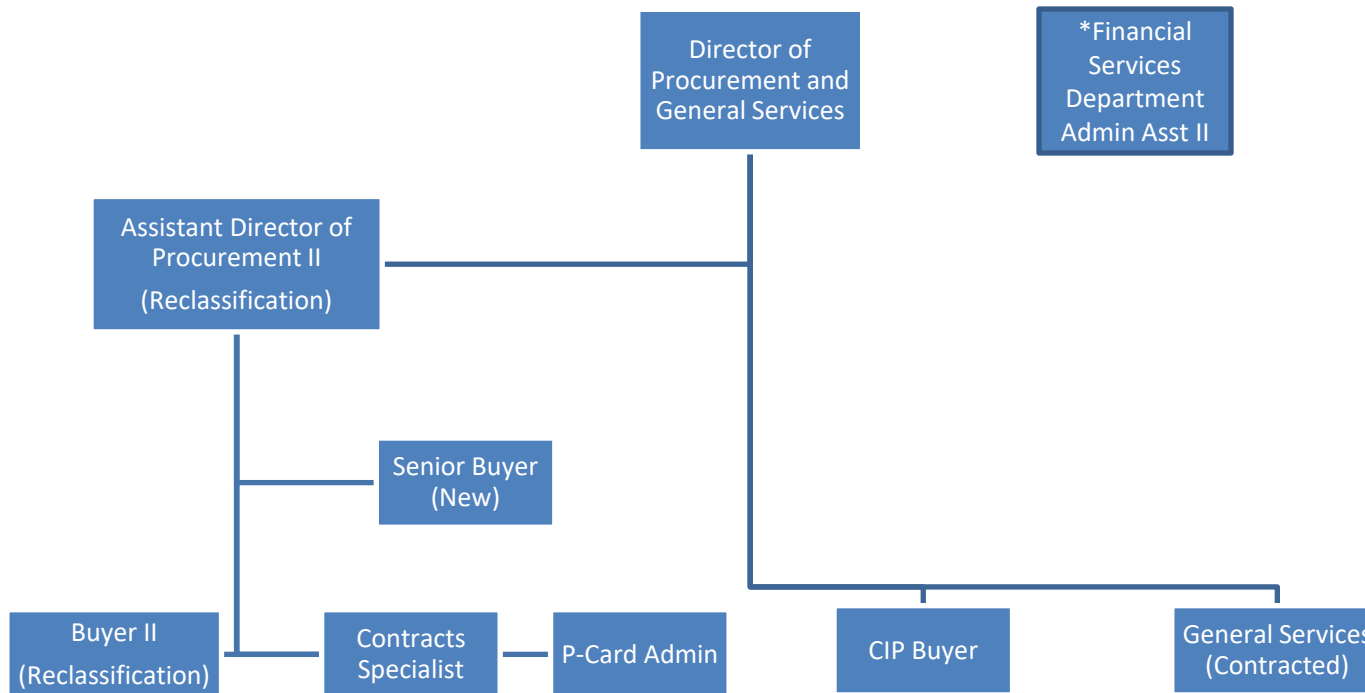 Director of
Procurement and
General Services
*Financial
Services
Department
Admin Asst II
Assistant Director of
Procurement II
(Reclassification)
Senior Buyer
(New)
Buyer II
(Reclassification)
Contracts
Specialist
P-Card Admin
CIP Buyer
General Services
(Contracted)